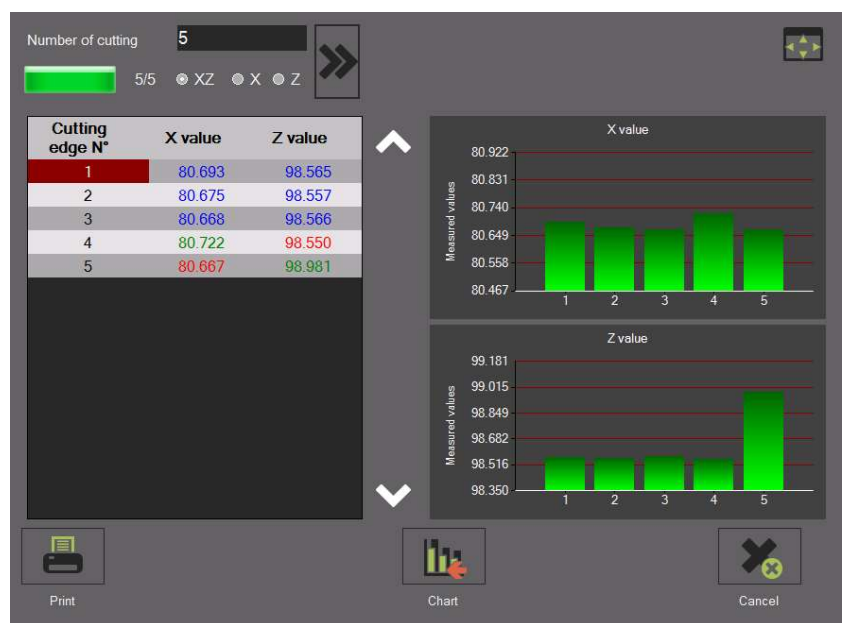 Number of cutting 5
5/5 XZ X Z
Cutting edge N° X value Z value
1 80.693 98.565
2 80.675 98.557
3 80.668 98.566
4 80.722 98.550
5 80.667 98.981
X value
Measured values
80.922
80.831
80.740
80.649
80.558
80.467
1 2 3 4 5
Z value
Measured values
99.181
99.015
98.849
98.682
98.516
98.350
1 2 3 4 5
Print Chart Cancel